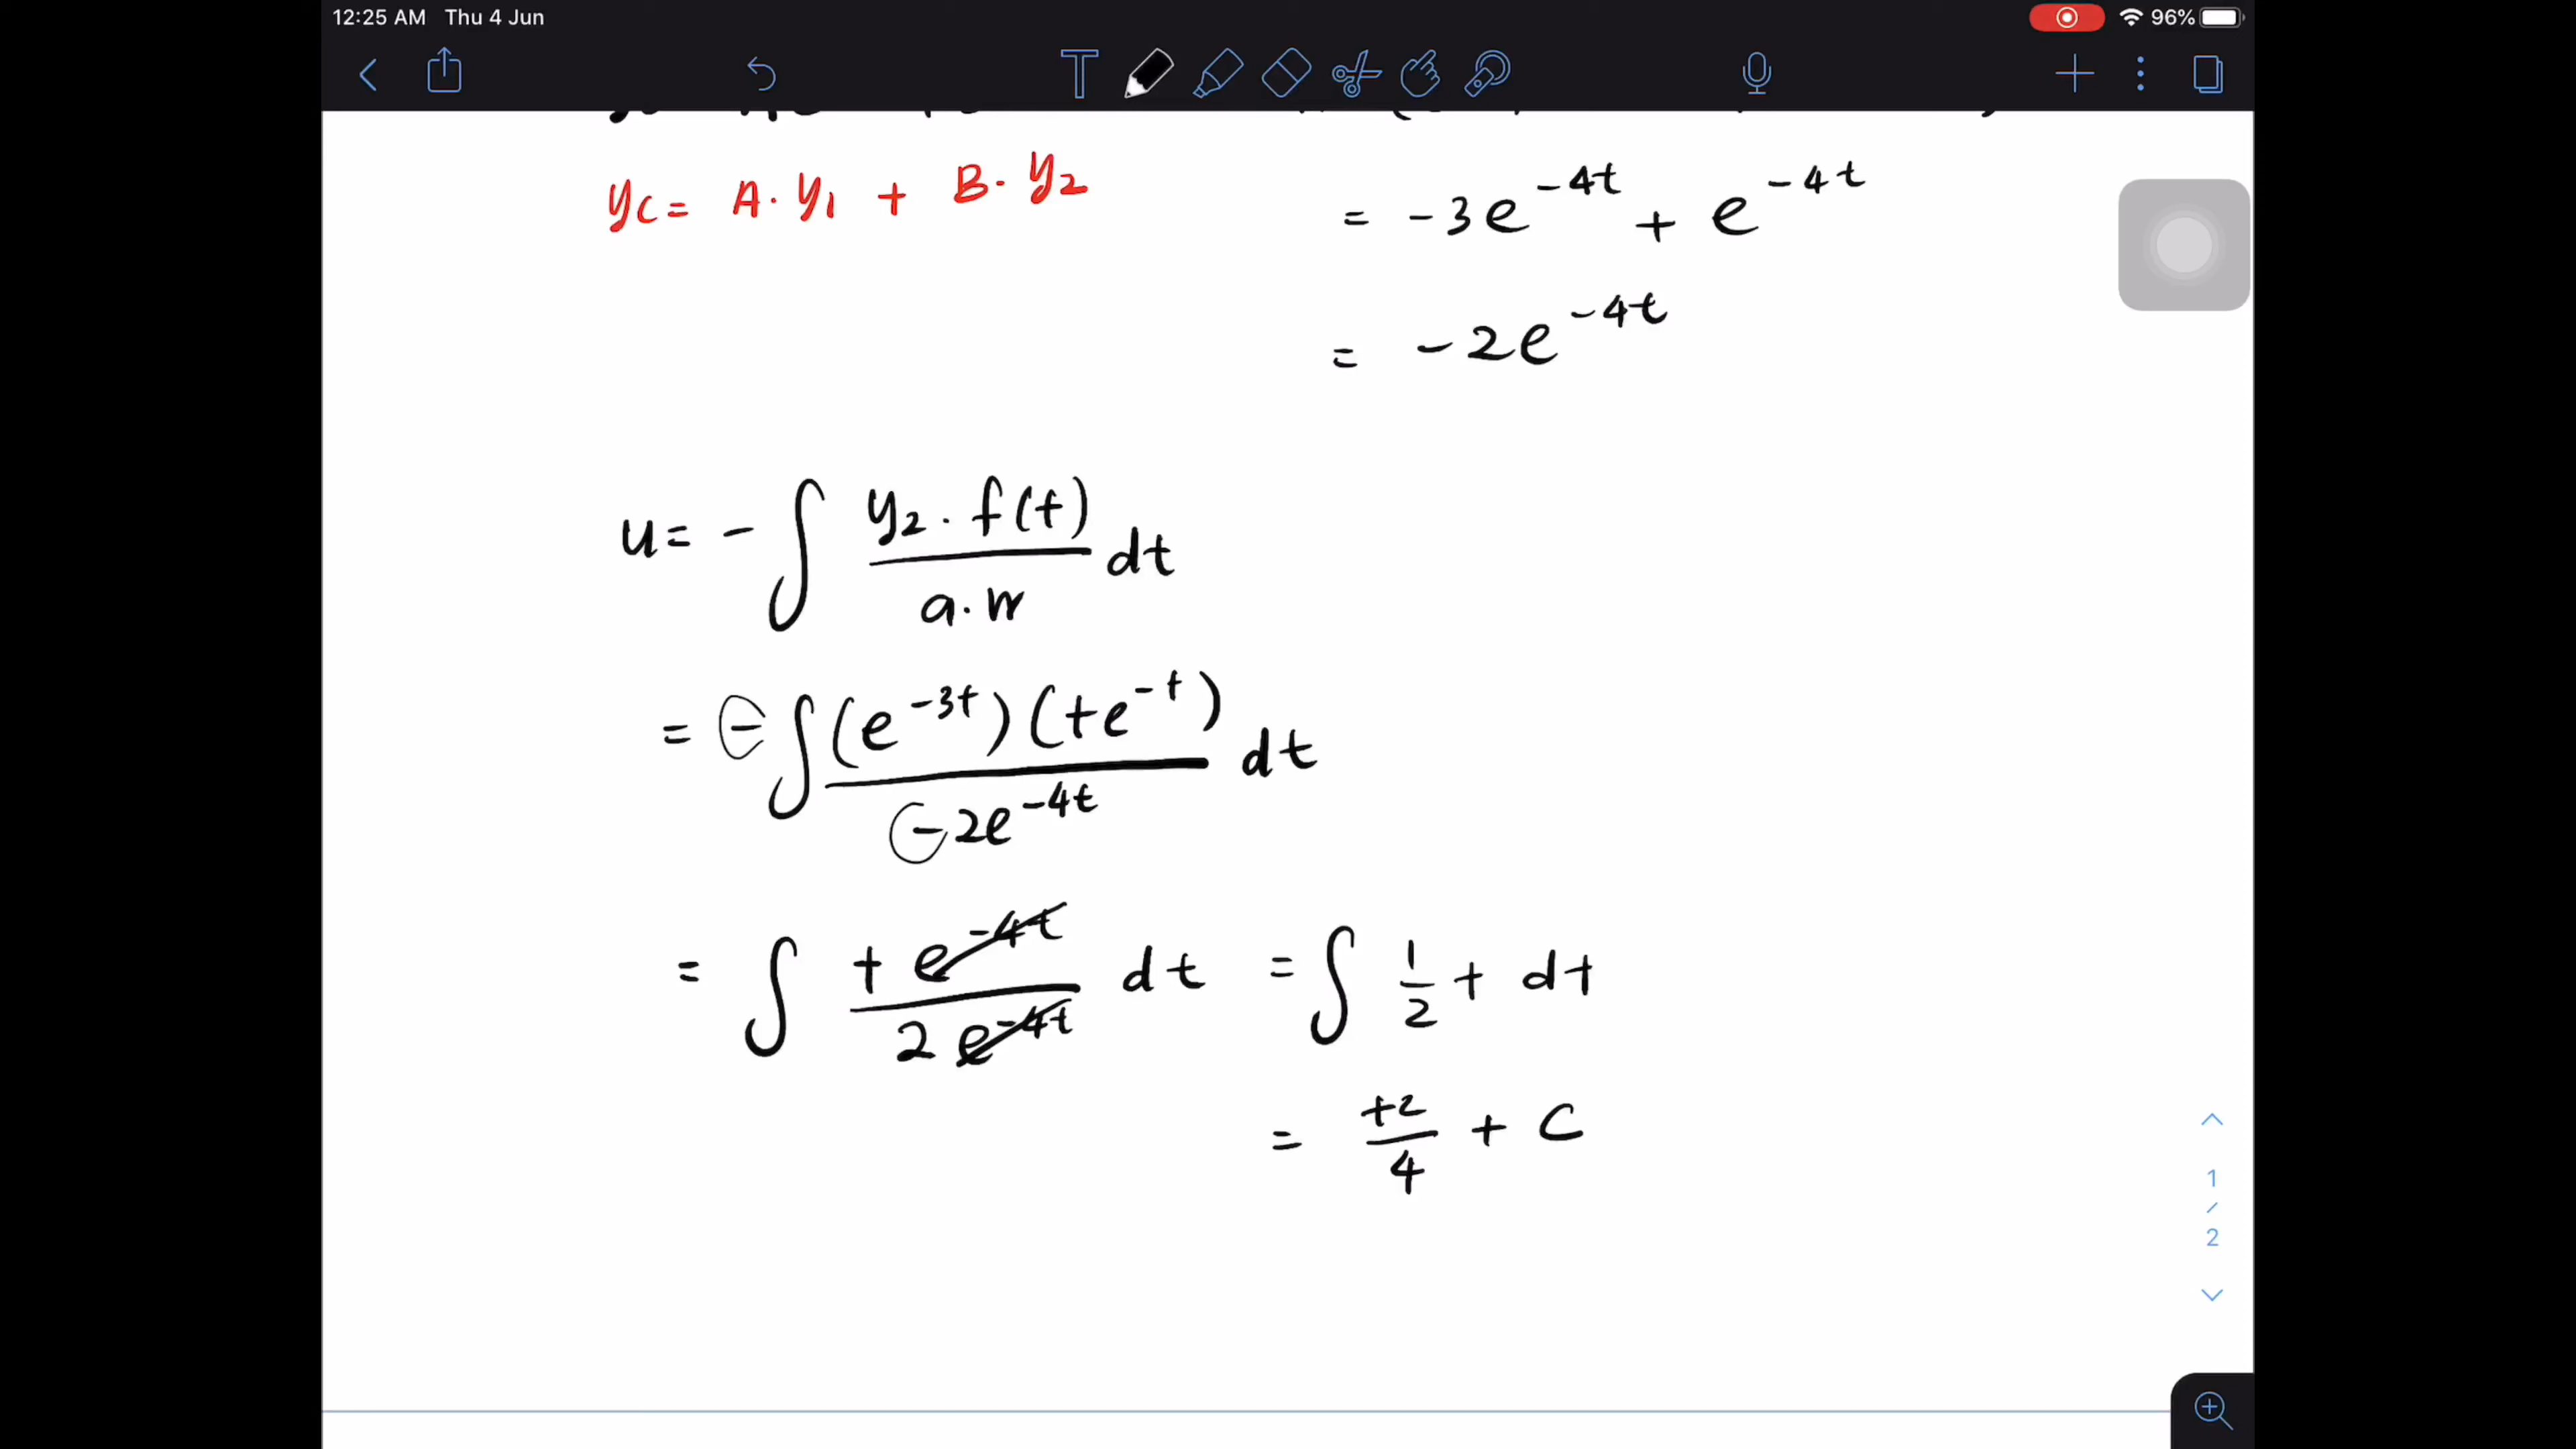 12:25 AM Thu 4 Jun
96%
T
yc = A · y1 + B · y2
= -3e^-4t + e^-4t
= -2e^-4t
u = - ∫ y2 · f(t) / a · w dt
= - ∫ (e^-3t)(te^-t) / -2e^-4t dt
= ∫ t e^-4t / 2 e^-4t dt = ∫ 1/2 t dt
= t^2/4 + C
1
/
2